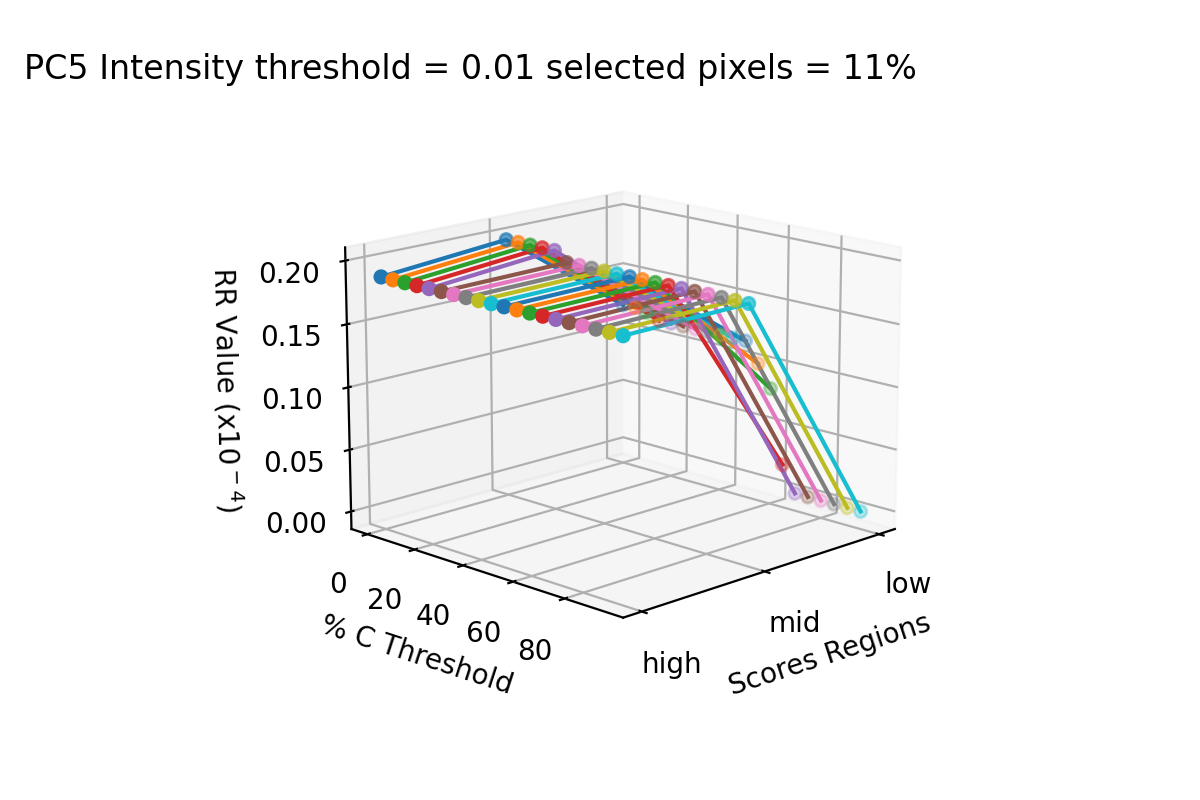 PC5 Intensity threshold = 0.01 selected pixels = 11%
RR Value (x10⁻⁴)
0.20
0.15
0.10
0.05
0.00
0
20
40
60
80
% C Threshold
low
mid
high
Scores Regions